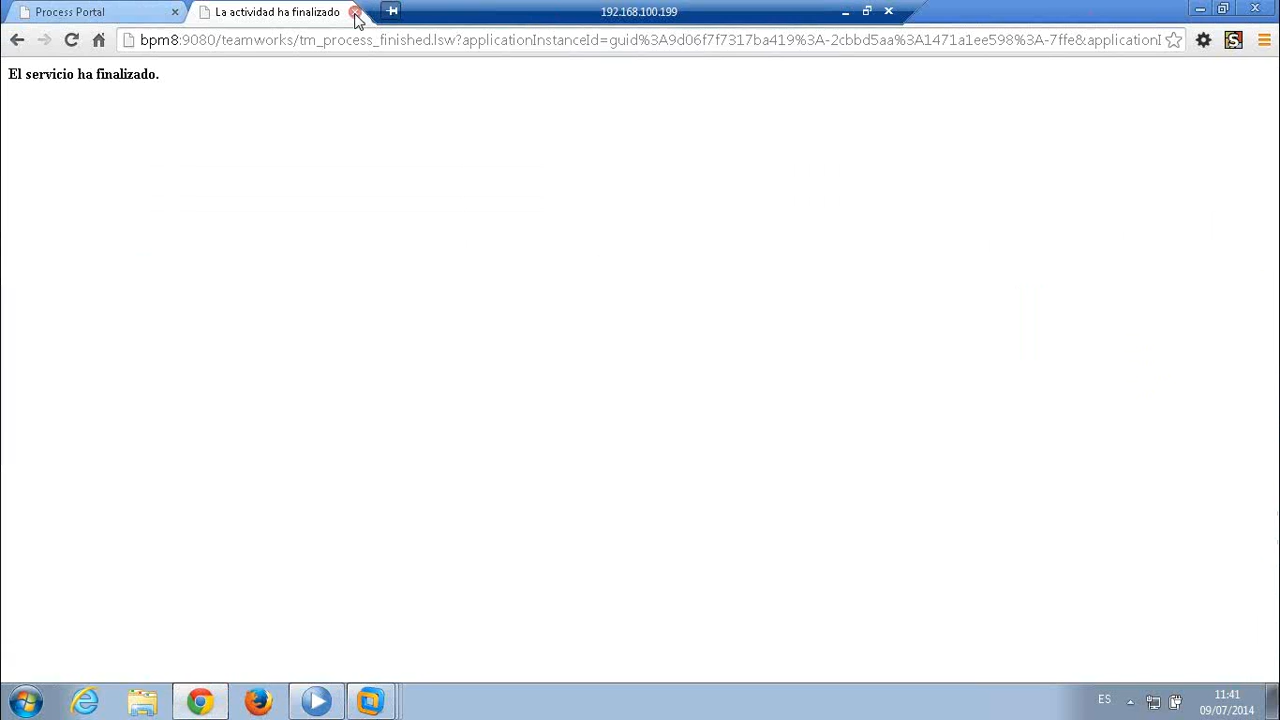 Process Portal
La actividad ha finalizado
192.168.100.199
bpm8:9080/teamworks/tm_process_finished.lsw?applicationInstanceId=guid%3A9d06f7f7317ba419%3A-2cbbd5aa%3A1471a1ee598%3A-7ffe&applicationI
El servicio ha finalizado.
ES
11:41
09/07/2014